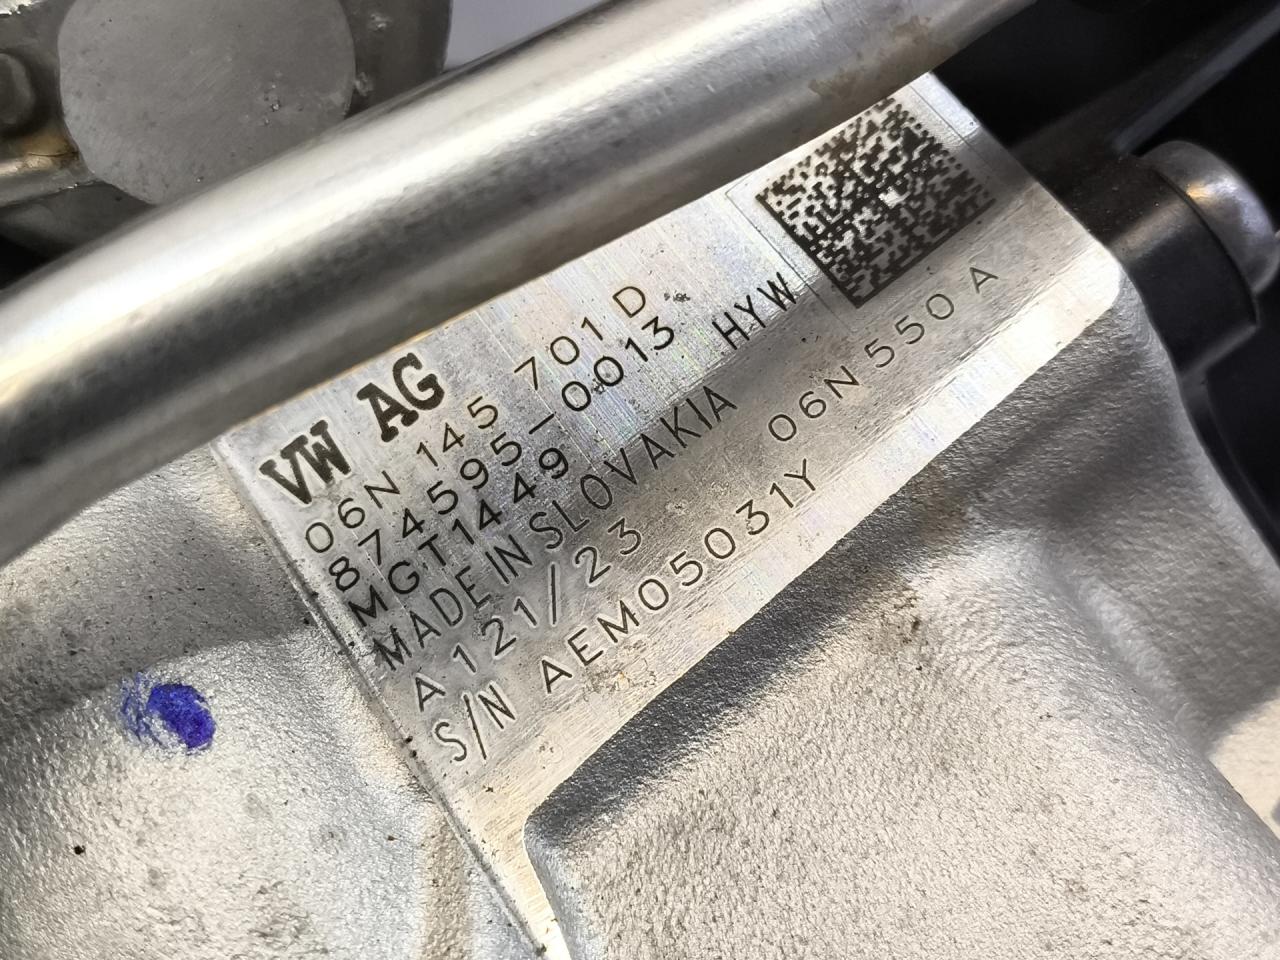 VW AG
06N 145 701 D
874595-0013 HYW
MGT1449
MADE IN SLOVAKIA
A 121/23 06N 550 A
S/N AEM05031Y